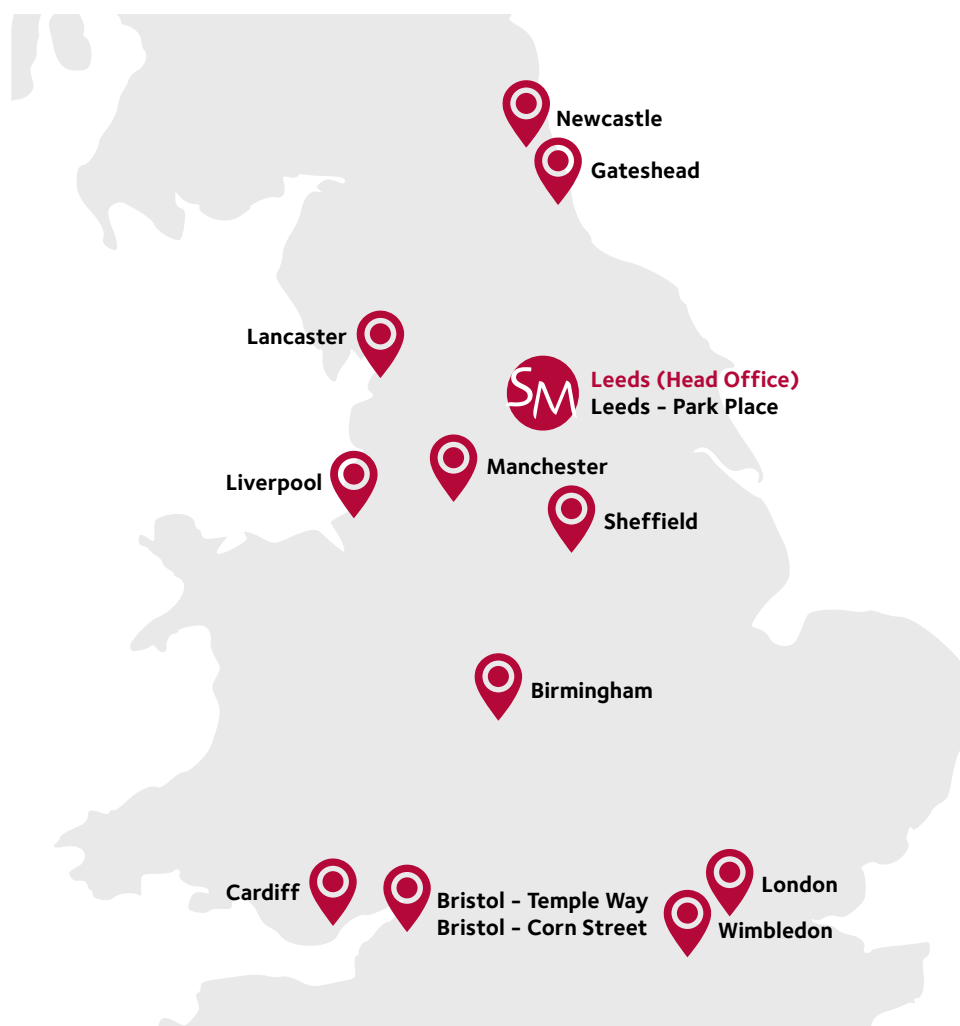 Newcastle
Gateshead
Lancaster
SM
Leeds (Head Office)
Leeds - Park Place
Manchester
Liverpool
Sheffield
Birmingham
Cardiff
Bristol - Temple Way
Bristol - Corn Street
London
Wimbledon